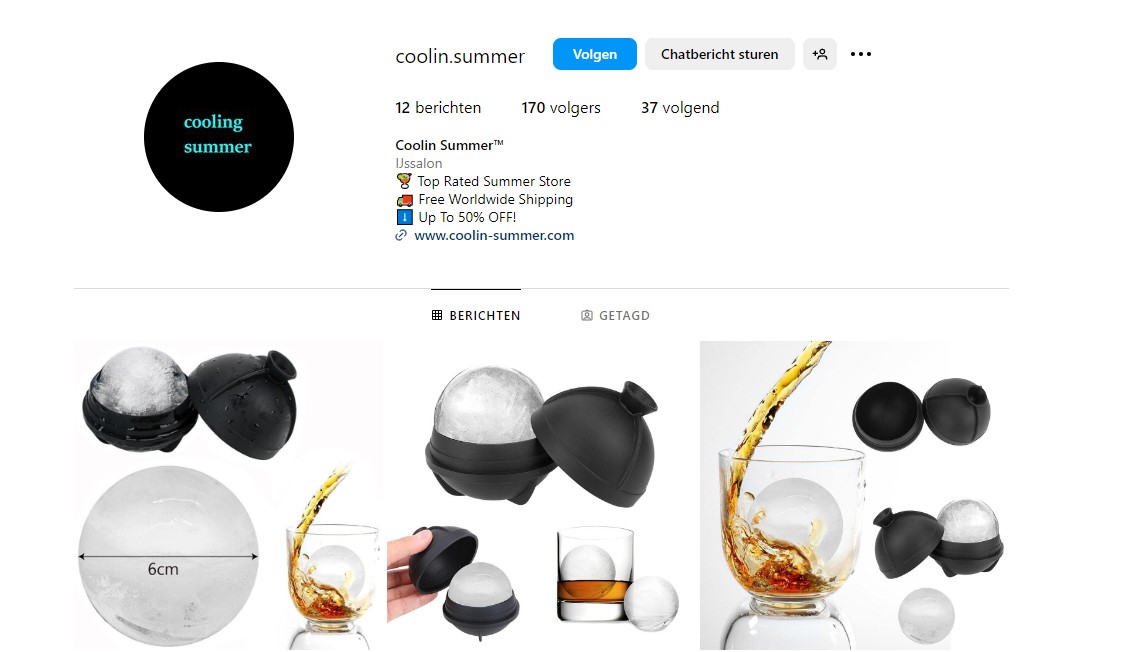 cooling
summer
coolin.summer
Volgen
Chatbericht sturen
12 berichten
170 volgers
37 volgend
Coolin Summer™
IJssalon
Top Rated Summer Store
Free Worldwide Shipping
Up To 50% OFF!
www.coolin-summer.com
BERICHTEN
GETAGD
6cm